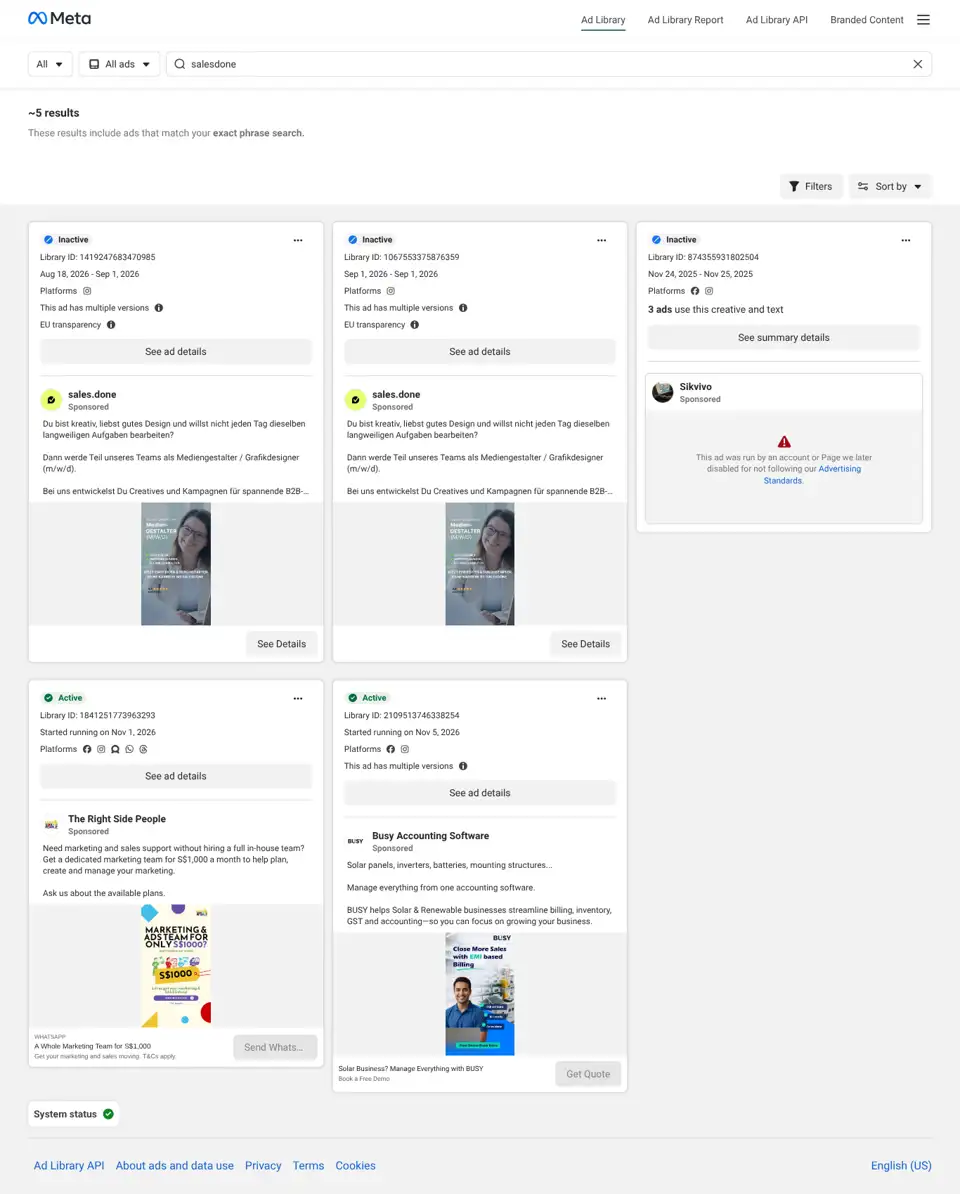 Meta
Ad Library
Ad Library Report
Ad Library API
Branded Content
All
All ads
salesdone
~5 results
These results include ads that match your exact phrase search.
Filters
Sort by
Inactive
Library ID: 1419247683470985
Aug 18, 2026 - Sep 1, 2026
Platforms
This ad has multiple versions
EU transparency
See ad details
sales.done
Sponsored
Du bist kreativ, liebst gutes Design und willst nicht jeden Tag dieselben
langweiligen Aufgaben bearbeiten?
Dann werde Teil unseres Teams als Mediengestalter / Grafikdesigner
(m/w/d).
Bei uns entwickelst Du Creatives und Kampagnen für spannende B2B-...
See Details
Inactive
Library ID: 1067553375876359
Sep 1, 2026 - Sep 1, 2026
Platforms
This ad has multiple versions
EU transparency
See ad details
sales.done
Sponsored
Du bist kreativ, liebst gutes Design und willst nicht jeden Tag dieselben
langweiligen Aufgaben bearbeiten?
Dann werde Teil unseres Teams als Mediengestalter / Grafikdesigner
(m/w/d).
Bei uns entwickelst Du Creatives und Kampagnen für spannende B2B-...
See Details
Inactive
Library ID: 874355931802504
Nov 24, 2025 - Nov 25, 2025
Platforms
3 ads use this creative and text
See summary details
Sikvivo
Sponsored
This ad was run by an account or Page we later
disabled for not following our Advertising
Standards.
Active
Library ID: 1841251773963293
Started running on Nov 1, 2026
Platforms
See ad details
The Right Side People
Sponsored
Need marketing and sales support without hiring a full in-house team?
Get a dedicated marketing team for S$1,000 a month to help plan,
create and manage your marketing.
Ask us about the available plans.
MARKETING &
ADS TEAM FOR
ONLY S$1000?
S$1000
WHATSAPP
A Whole Marketing Team for S$1,000
Get your marketing and sales moving. T&Cs apply.
Send Whats...
Active
Library ID: 2109513746338254
Started running on Nov 5, 2026
Platforms
This ad has multiple versions
See ad details
BUSY
Busy Accounting Software
Sponsored
Solar panels, inverters, batteries, mounting structures...
Manage everything from one accounting software.
BUSY helps Solar & Renewable businesses streamline billing, inventory,
GST and accounting—so you can focus on growing your business.
BUSY
Close More Sales
with EMI based
Billing
Solar Business? Manage Everything with BUSY
Book a Free Demo
Get Quote
System status
Ad Library API
About ads and data use
Privacy
Terms
Cookies
English (US)